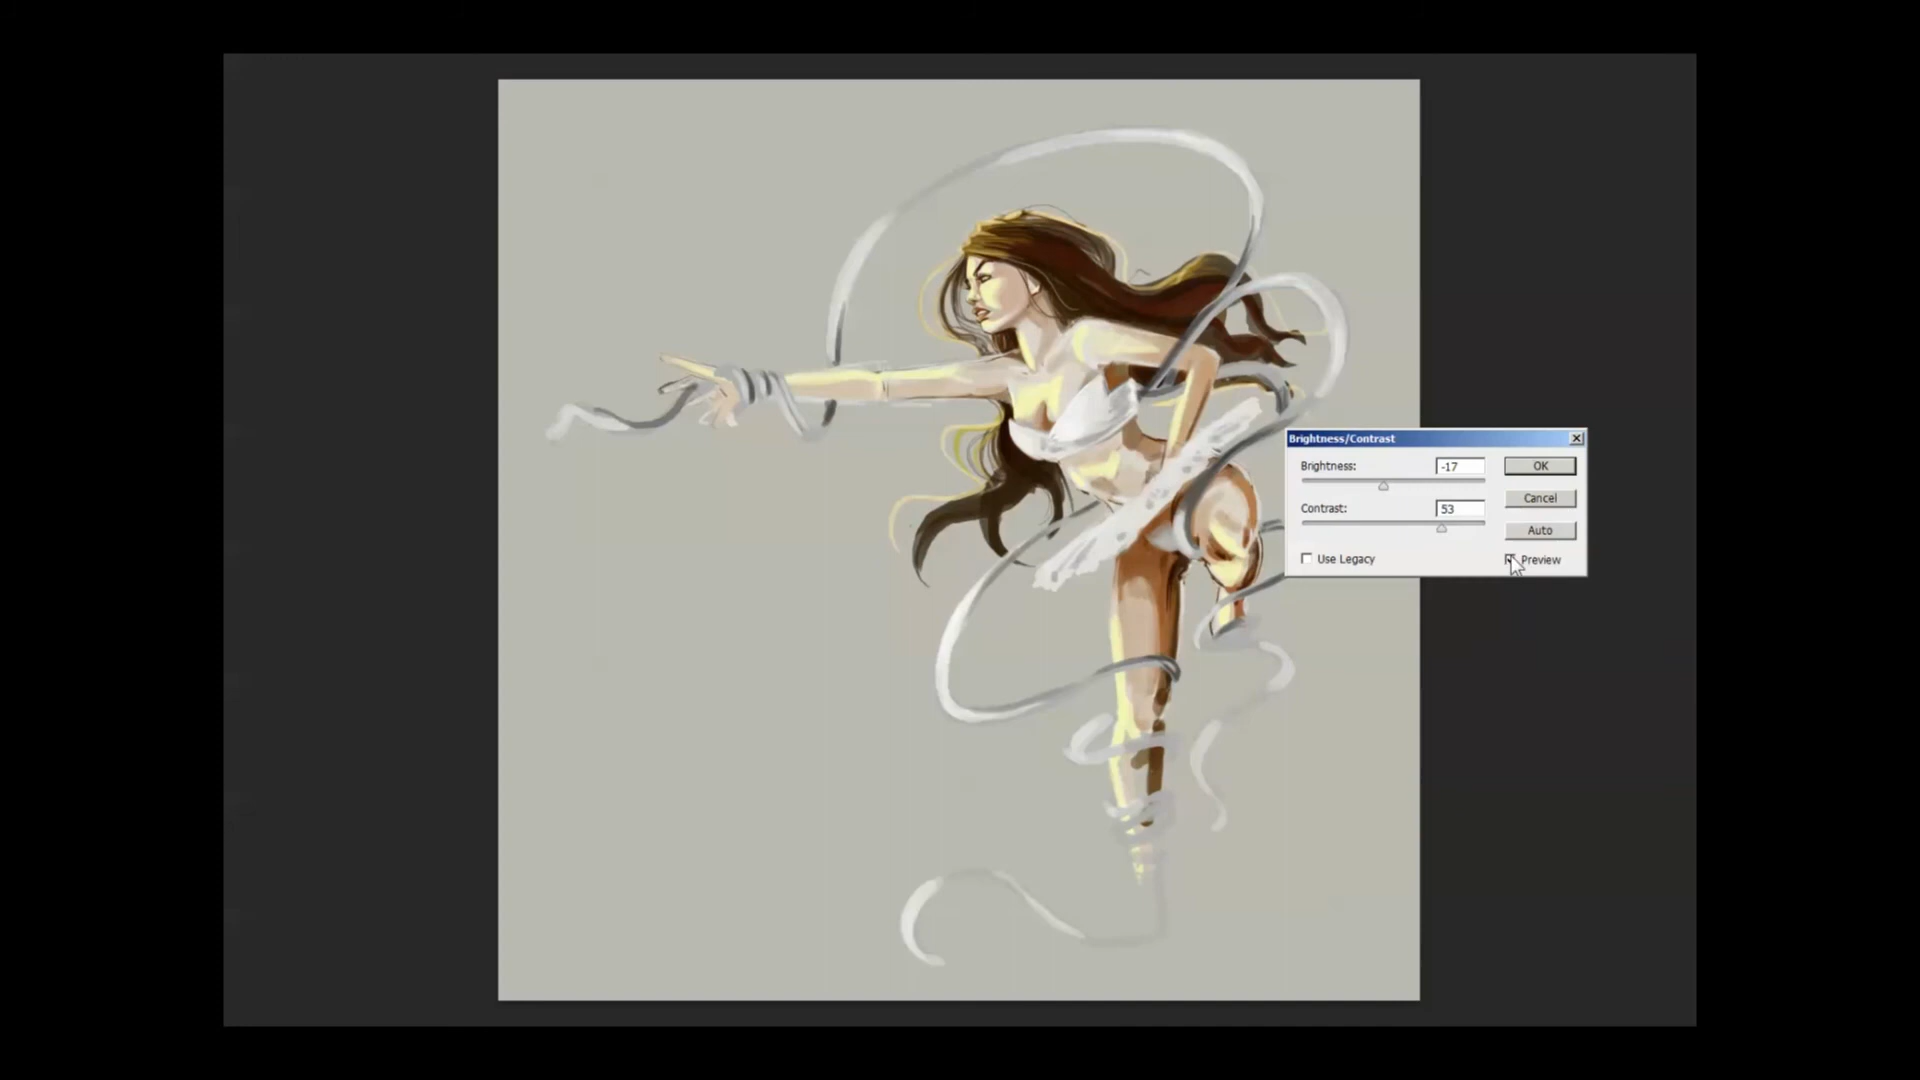 Brightness/Contrast
Brightness: -17
OK
Contrast: 53
Cancel
Auto
Use Legacy
Preview